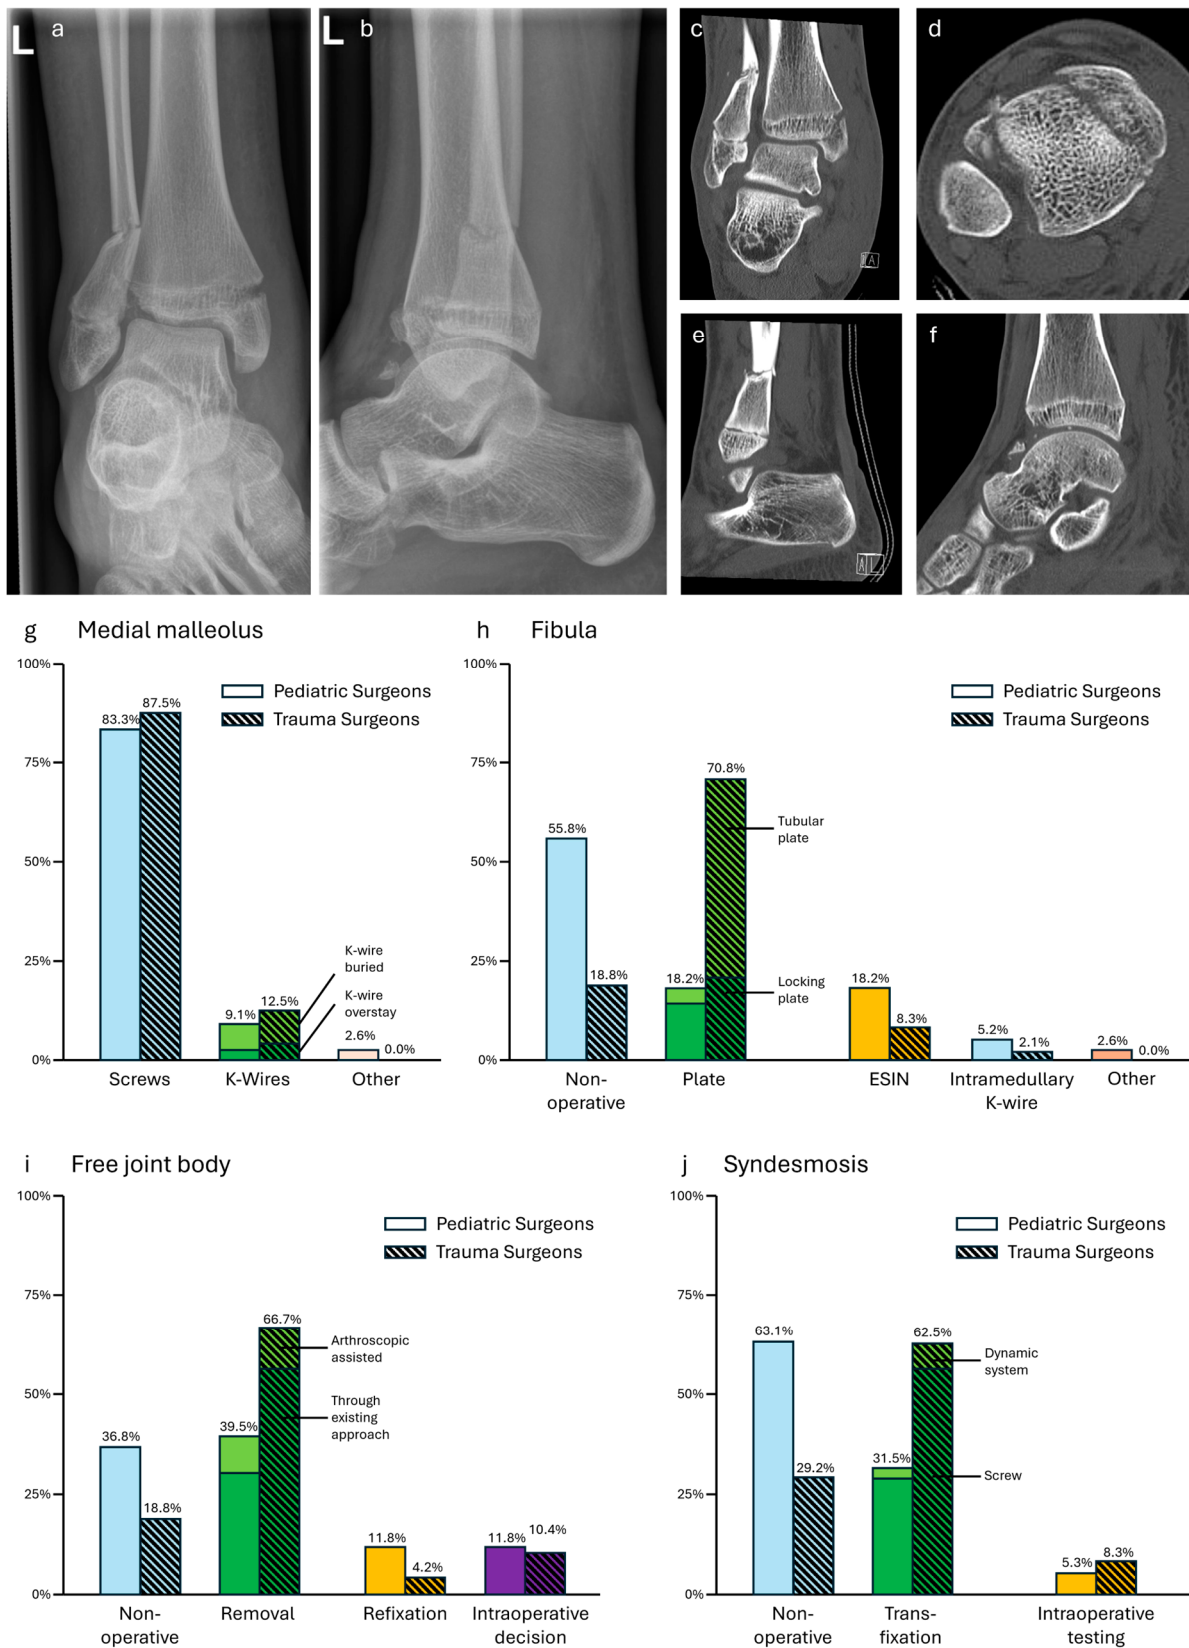 L a
L b
c
A
d
e
A L
f
g Medial malleolus
100%
75%
50%
25%
0%
Pediatric Surgeons
Trauma Surgeons
83.3%
87.5%
9.1%
12.5%
2.6%
0.0%
K-wire
buried
K-wire
overstay
Screws
K-Wires
Other
h Fibula
100%
75%
50%
25%
0%
Pediatric Surgeons
Trauma Surgeons
55.8%
18.8%
18.2%
70.8%
18.2%
8.3%
5.2%
2.1%
2.6%
0.0%
Tubular
plate
Locking
plate
Non-
operative
Plate
ESIN
Intramedullary
K-wire
Other
i Free joint body
100%
75%
50%
25%
0%
Pediatric Surgeons
Trauma Surgeons
36.8%
18.8%
39.5%
66.7%
11.8%
4.2%
11.8%
10.4%
Arthroscopic
assisted
Through
existing
approach
Non-
operative
Removal
Refixation
Intraoperative
decision
j Syndesmosis
100%
75%
50%
25%
0%
Pediatric Surgeons
Trauma Surgeons
63.1%
29.2%
31.5%
62.5%
5.3%
8.3%
Dynamic
system
Screw
Non-
operative
Trans-
fixation
Intraoperative
testing